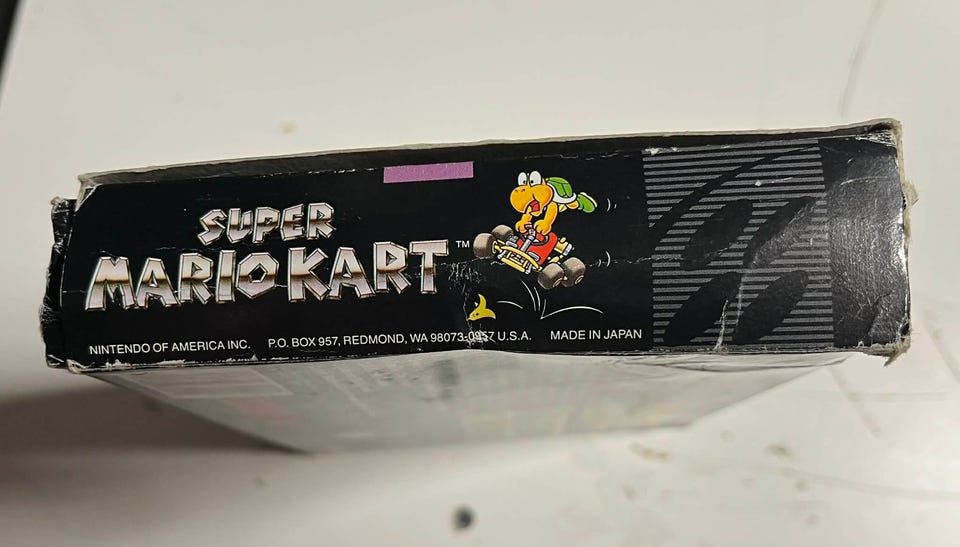 SUPER
MARIO KART™
NINTENDO OF AMERICA INC. P.O. BOX 957, REDMOND, WA 98073-0957 U.S.A. MADE IN JAPAN